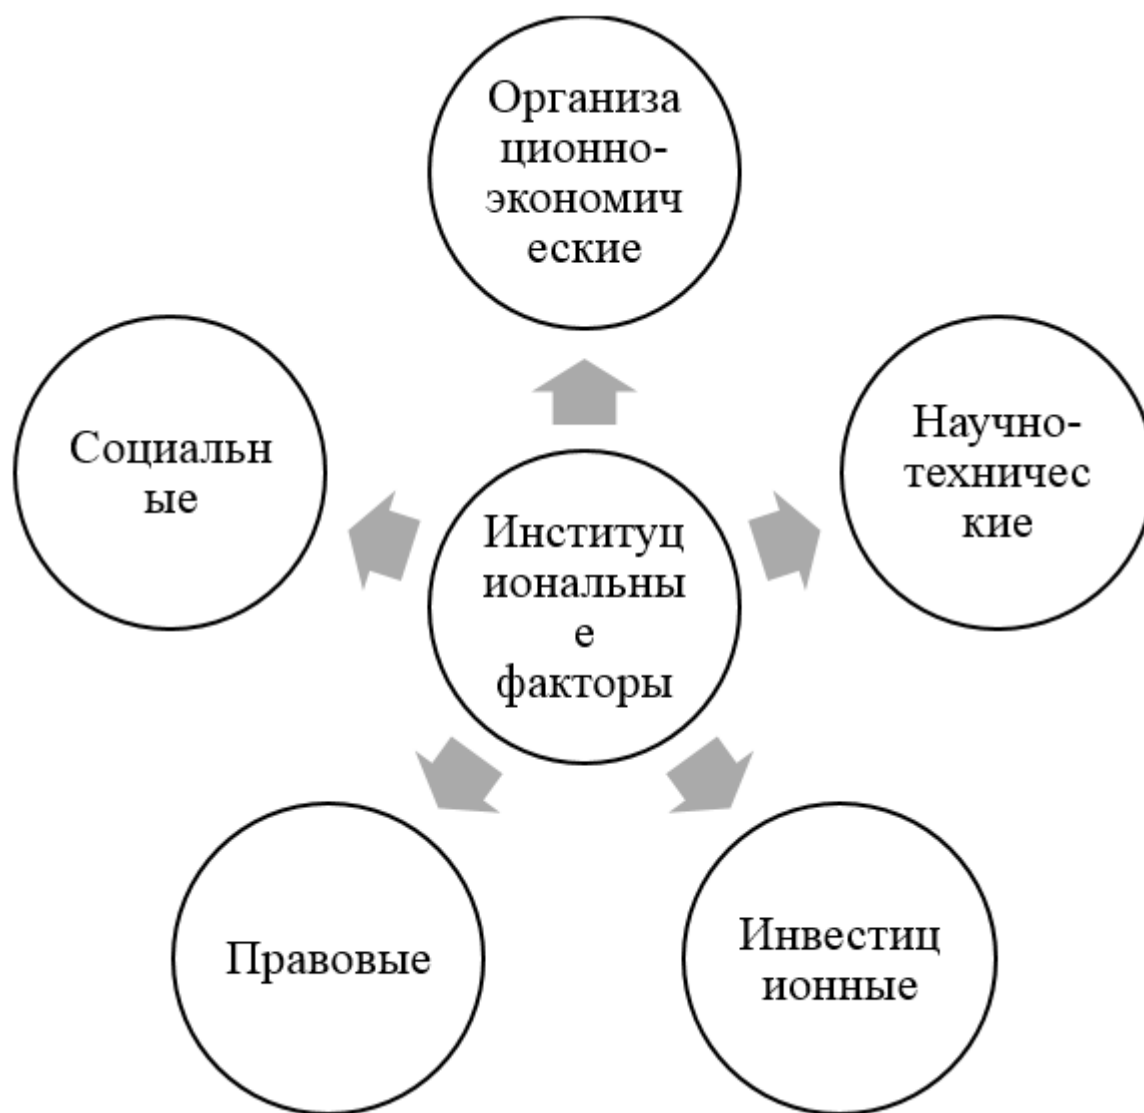 Организа
ционно-
экономич
еские
Социальн
ые
Научно-
техничес
кие
Институц
иональны
е
факторы
Правовые
Инвестиц
ионные